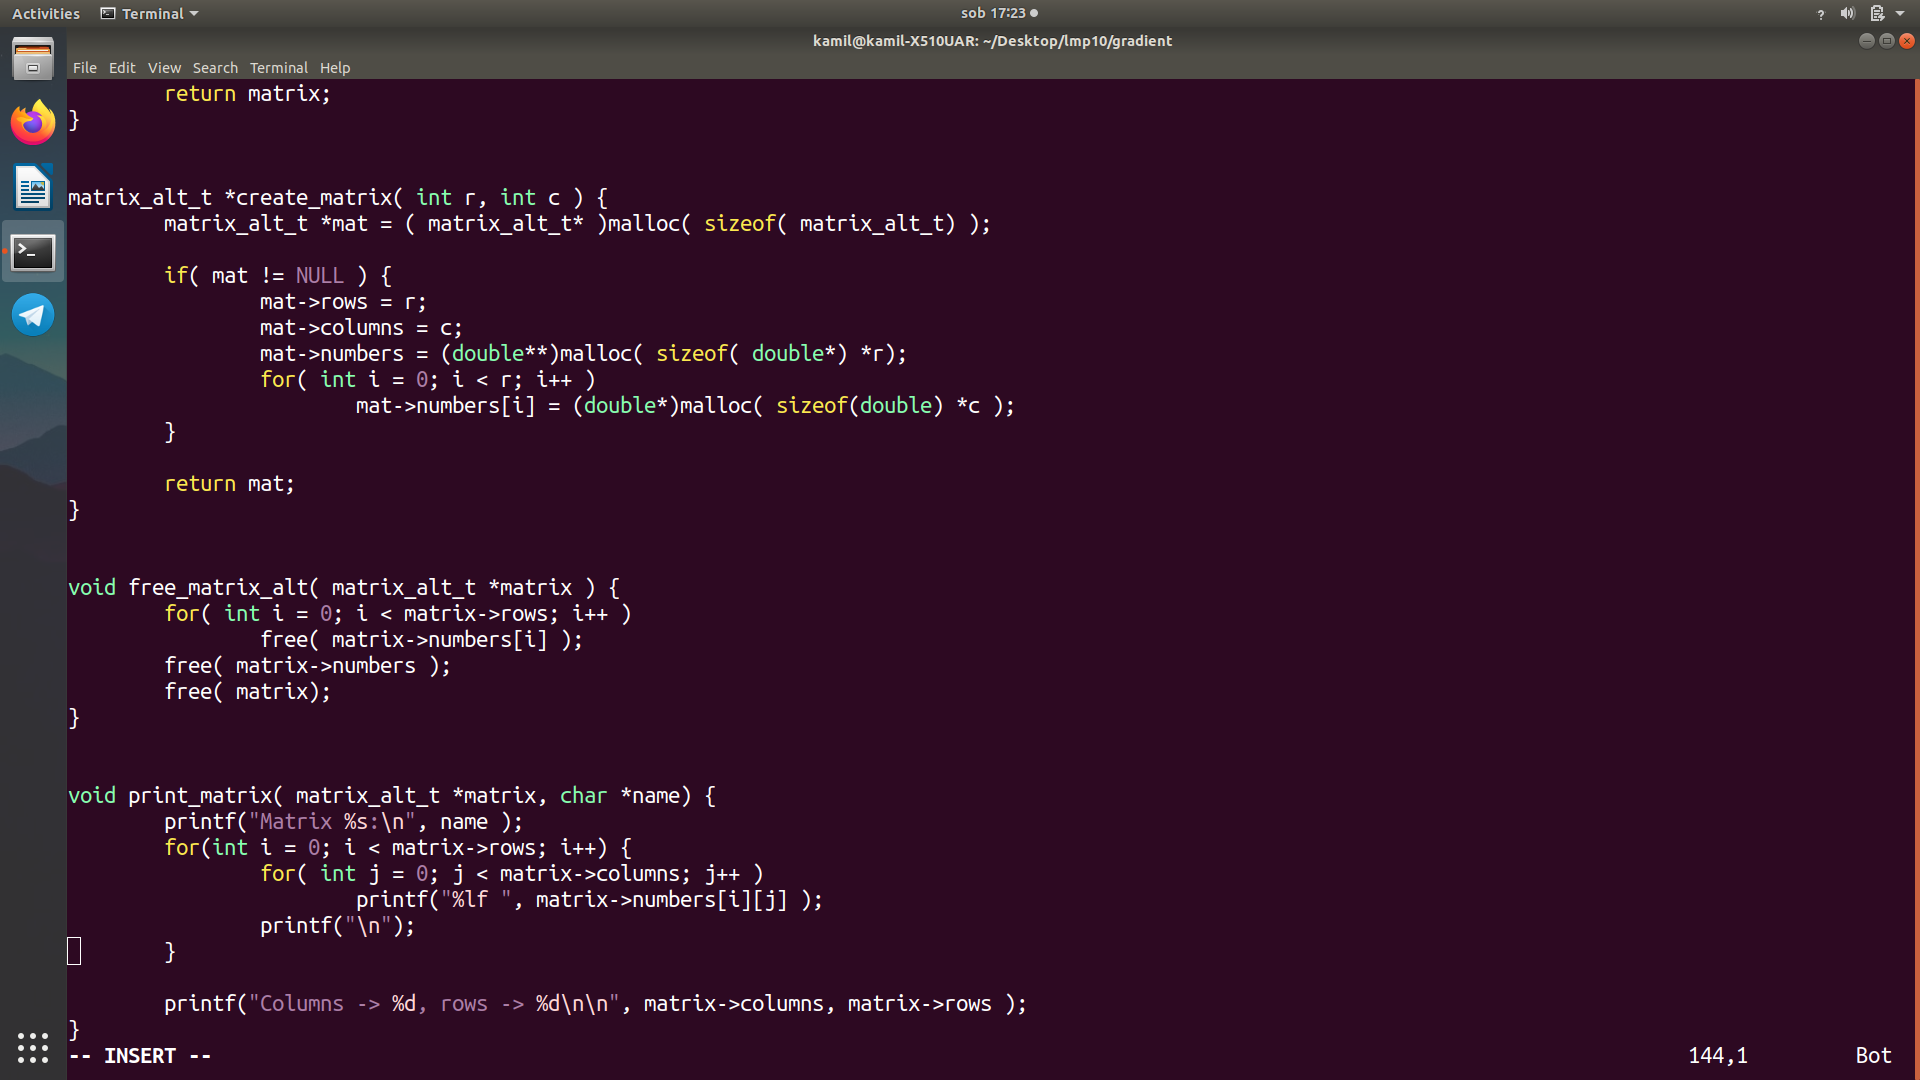 Activities Terminal sob 17:23
kamil@kamil-X510UAR: ~/Desktop/lmp10/gradient
File Edit View Search Terminal Help
        return matrix;
}
matrix_alt_t *create_matrix( int r, int c ) {
        matrix_alt_t *mat = ( matrix_alt_t* )malloc( sizeof( matrix_alt_t) );
        if( mat != NULL ) {
                mat->rows = r;
                mat->columns = c;
                mat->numbers = (double**)malloc( sizeof( double*) *r);
                for( int i = 0; i < r; i++ )
                        mat->numbers[i] = (double*)malloc( sizeof(double) *c );
        }
        return mat;
}
void free_matrix_alt( matrix_alt_t *matrix ) {
        for( int i = 0; i < matrix->rows; i++ )
                free( matrix->numbers[i] );
        free( matrix->numbers );
        free( matrix);
}
void print_matrix( matrix_alt_t *matrix, char *name) {
        printf("Matrix %s:\n", name );
        for(int i = 0; i < matrix->rows; i++) {
                for( int j = 0; j < matrix->columns; j++ )
                        printf("%lf ", matrix->numbers[i][j] );
                printf("\n");
        }
        printf("Columns -> %d, rows -> %d\n\n", matrix->columns, matrix->rows );
}
-- INSERT -- 144,1 Bot